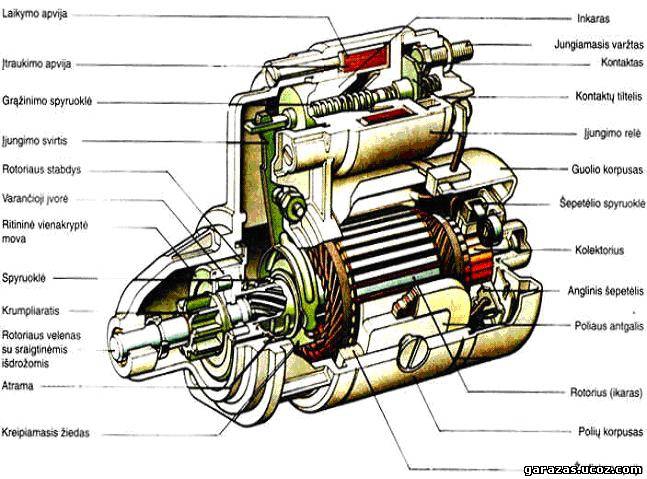 Laikymo apvija
Įtraukimo apvija
Grąžinimo spyruoklė
Įjungimo svirtis
Rotoriaus stabdys
Varančioji įvorė
Ritininė vienakryptė
mova
Spyruoklė
Krumpliaratis
Rotoriaus velenas
su sraigtinėmis
išdrožomis
Atrama
Kreipiamasis žiedas
Inkaras
Jungiamasis varžtas
Kontaktas
Kontaktų tiltelis
Įjungimo relė
Guolio korpusas
Šepetėlio spyruoklė
Kolektorius
Anglinis šepetėlis
Poliaus antgalis
Rotorius (ikaras)
Polių korpusas
garazas.ucoz.com